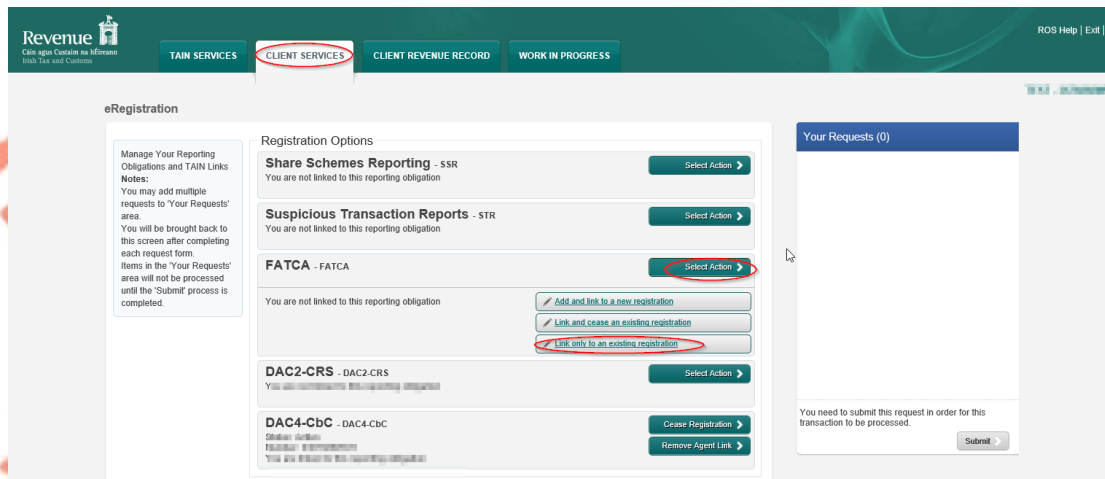 Revenue
Cáin agus Custaim na hÉireann
Irish Tax and Customs
TAIN SERVICES
CLIENT SERVICES
CLIENT REVENUE RECORD
WORK IN PROGRESS
ROS Help | Exit |
eRegistration
Manage Your Reporting
Obligations and TAIN Links
Notes:
You may add multiple
requests to 'Your Requests'
area.
You will be brought back to
this screen after completing
each request form.
Items in the 'Your Requests'
area will not be processed
until the 'Submit' process is
completed.
Registration Options
Share Schemes Reporting - SSR
You are not linked to this reporting obligation
Select Action
Suspicious Transaction Reports - STR
You are not linked to this reporting obligation
Select Action
FATCA - FATCA
Select Action
You are not linked to this reporting obligation
Add and link to a new registration
Link and cease an existing registration
Link only to an existing registration
DAC2-CRS - DAC2-CRS
Select Action
DAC4-CbC - DAC4-CbC
Cease Registration
Remove Agent Link
Your Requests (0)
You need to submit this request in order for this
transaction to be processed.
Submit